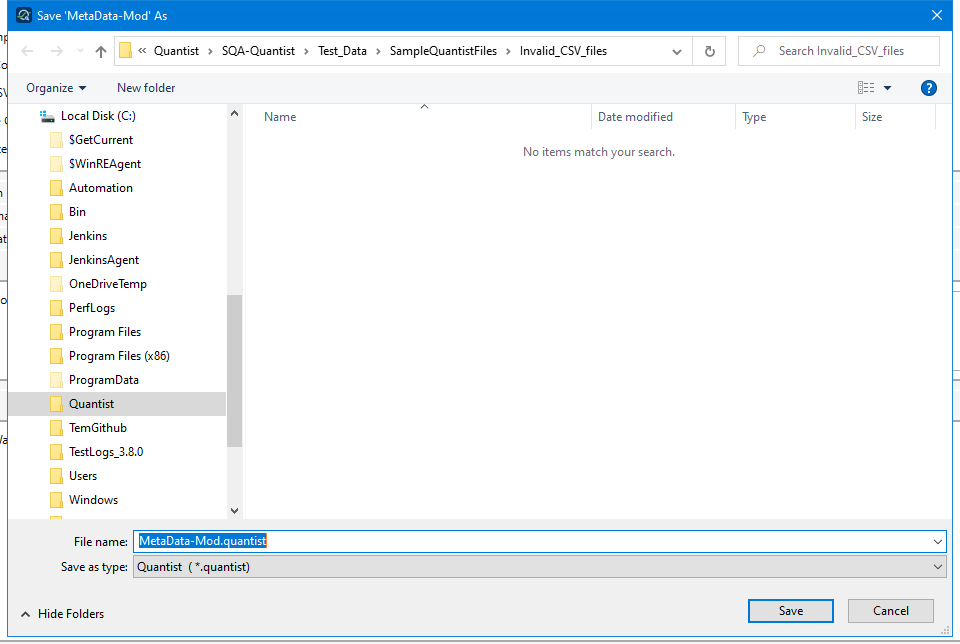 Save 'MetaData-Mod' As
« Quantist › SQA-Quantist › Test_Data › SampleQuantistFiles › Invalid_CSV_files
Search Invalid_CSV_files
Organize New folder
?
Name Date modified Type Size
No items match your search.
Local Disk (C:)
$GetCurrent
$WinREAgent
Automation
Bin
Jenkins
JenkinsAgent
OneDriveTemp
PerfLogs
Program Files
Program Files (x86)
ProgramData
Quantist
TemGithub
TestLogs_3.8.0
Users
Windows
File name: MetaData-Mod.quantist
Save as type: Quantist ( *.quantist)
Hide Folders
Save Cancel